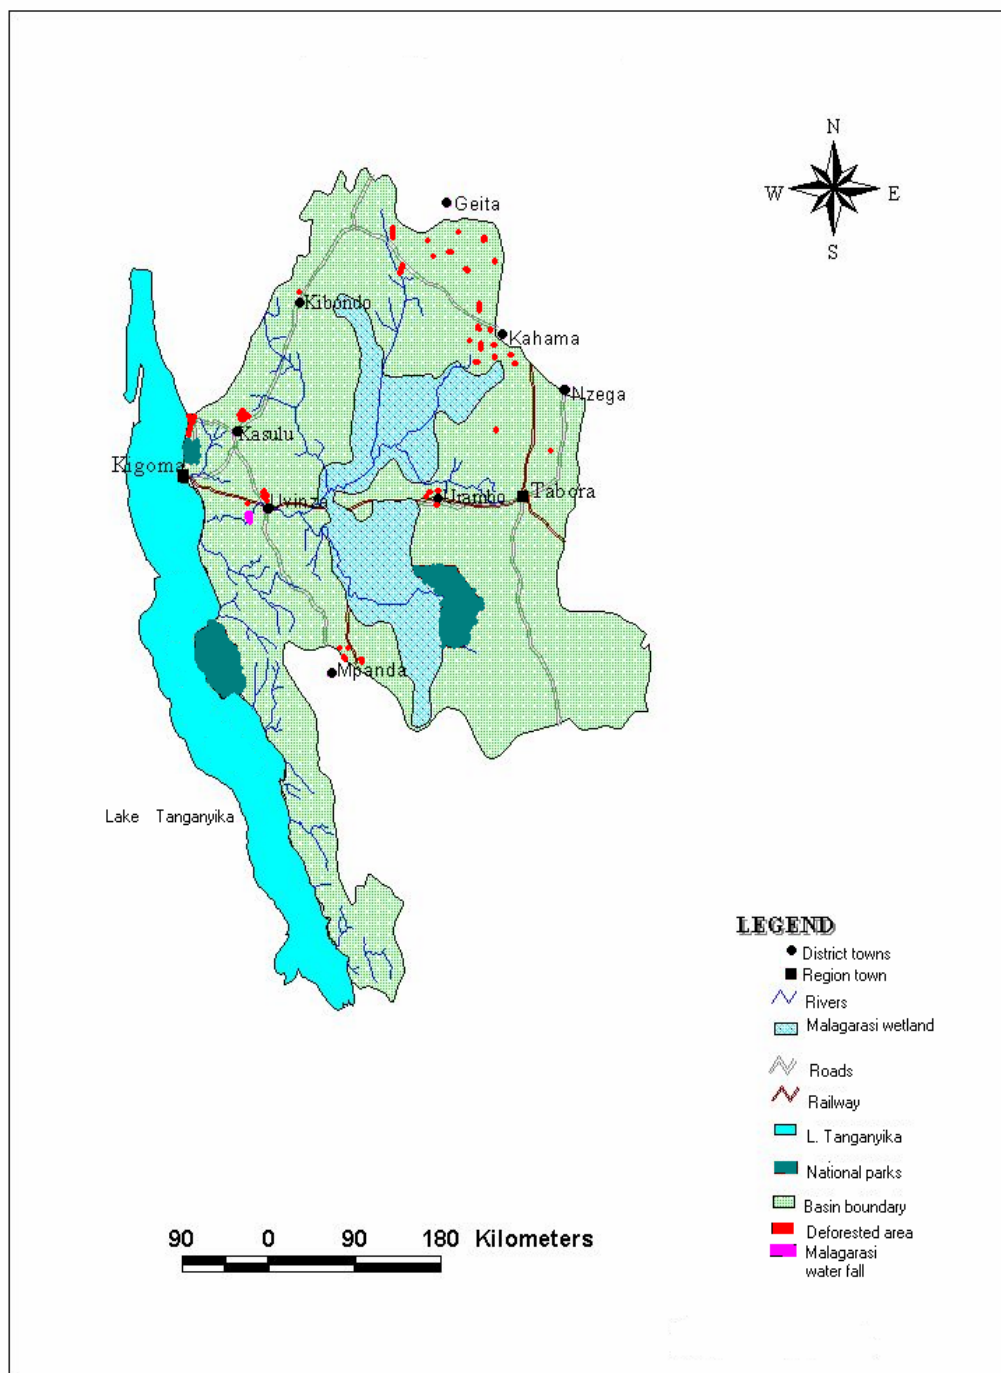 N
W E
S
Geita
Kibondo
Kahama
Nzega
Kasulu
Kigoma
Uvinza
Urambo
Tabora
Mpanda
Lake Tanganyika
LEGEND
District towns
Region town
Rivers
Malagarasi wetland
Roads
Railway
L. Tanganyika
National parks
Basin boundary
Deforested area
Malagarasi
water fall
90 0 90 180 Kilometers